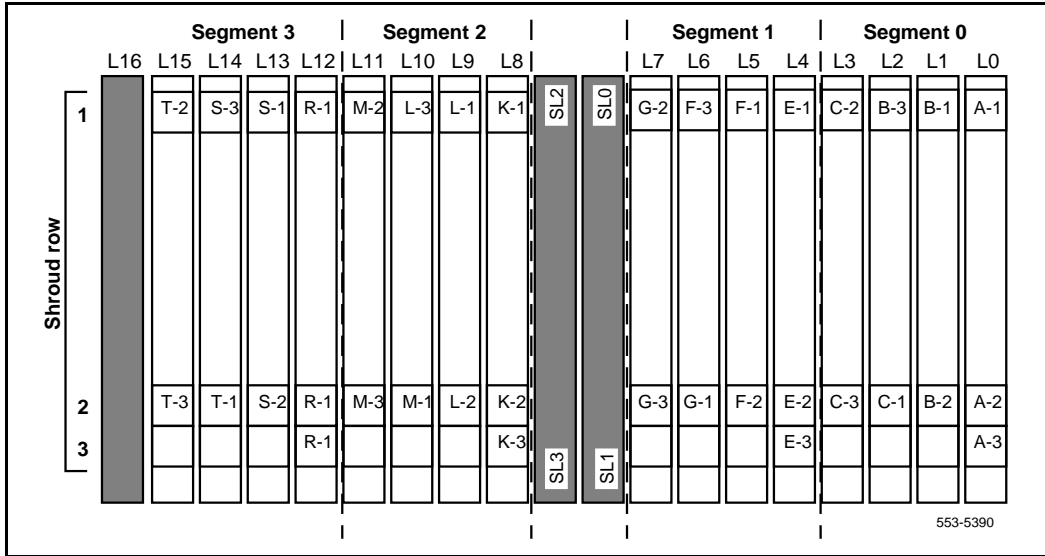 Segment 3 Segment 2 Segment 1 Segment 0
L16 L15 L14 L13 L12 L11 L10 L9 L8 L7 L6 L5 L4 L3 L2 L1 L0
1 T-2 S-3 S-1 R-1 M-2 L-3 L-1 K-1 SL2 SL0 G-2 F-3 F-1 E-1 C-2 B-3 B-1 A-1
Shroud row
2 T-3 T-1 S-2 R-1 M-3 M-1 L-2 K-2 G-3 G-1 F-2 E-2 C-3 C-1 B-2 A-2
3 R-1 K-3 SL3 SL1 E-3 A-3
553-5390